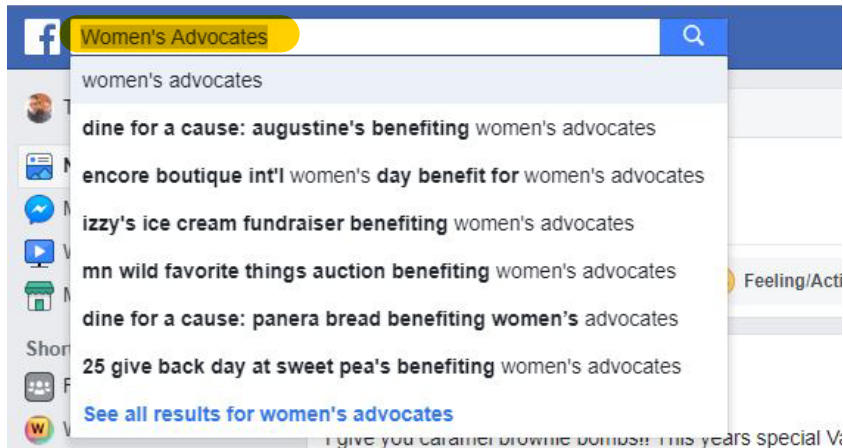 Women's Advocates
women's advocates
dine for a cause: augustine's benefiting women's advocates
encore boutique int'l women's day benefit for women's advocates
izzy's ice cream fundraiser benefiting women's advocates
mn wild favorite things auction benefiting women's advocates
Feeling/Acti
dine for a cause: panera bread benefiting women's advocates
25 give back day at sweet pea's benefiting women's advocates
Shor
See all results for women's advocates
I give you caramel brownie bombs!! This years special Va